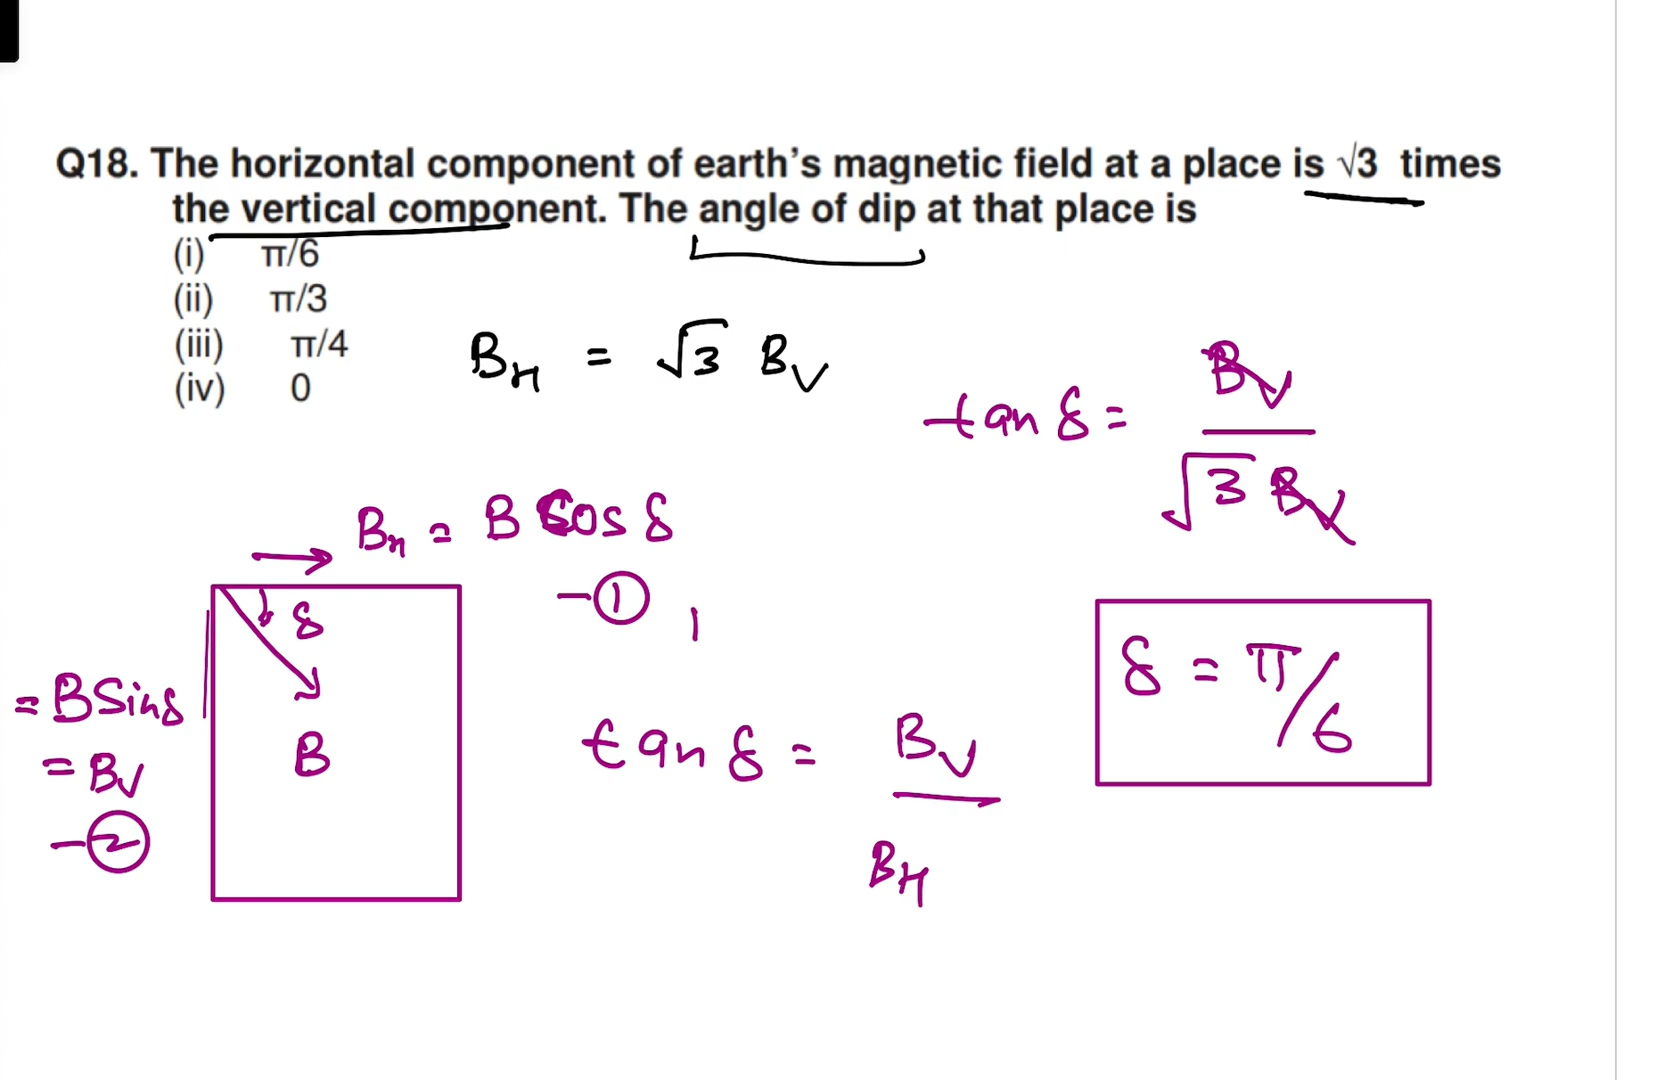 Q18. The horizontal component of earth's magnetic field at a place is √3 times
the vertical component. The angle of dip at that place is
(i) π/6
(ii) π/3
(iii) π/4
(iv) 0
B_H = √3 B_V
tan δ = B_V / √3 B_V
B_H = B Cos δ
-①
δ
= B Sin δ
= B_V
-②
B
tan δ = B_V / B_H
δ = π/6